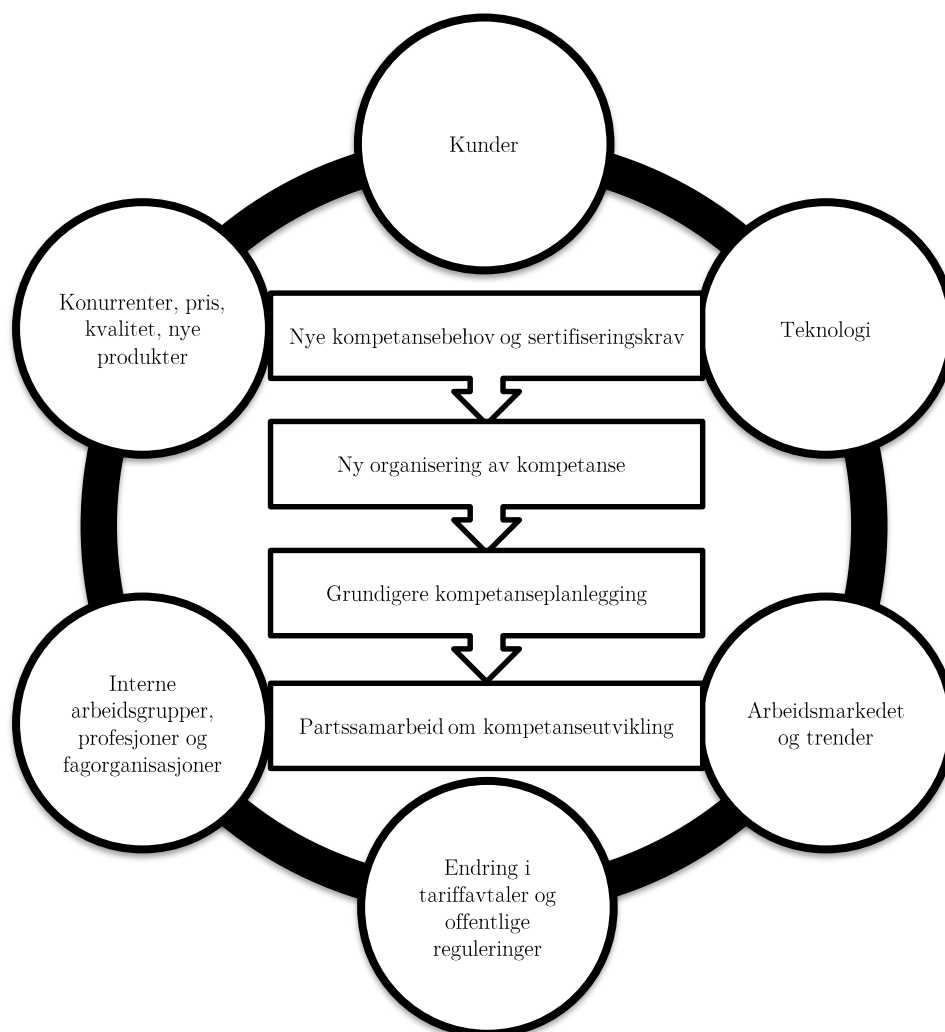 Kunder
Konurrenter, pris,
kvalitet, nye
produkter
Teknologi
Nye kompetansebehov og sertifiseringskrav
Ny organisering av kompetanse
Grundigere kompetanseplanlegging
Partssamarbeid om kompetanseutvikling
Interne
arbeidsgrupper,
profesjoner og
fagorganisasjoner
Arbeidsmarkedet
og trender
Endring i
tariffavtaler og
offentlige
reguleringer